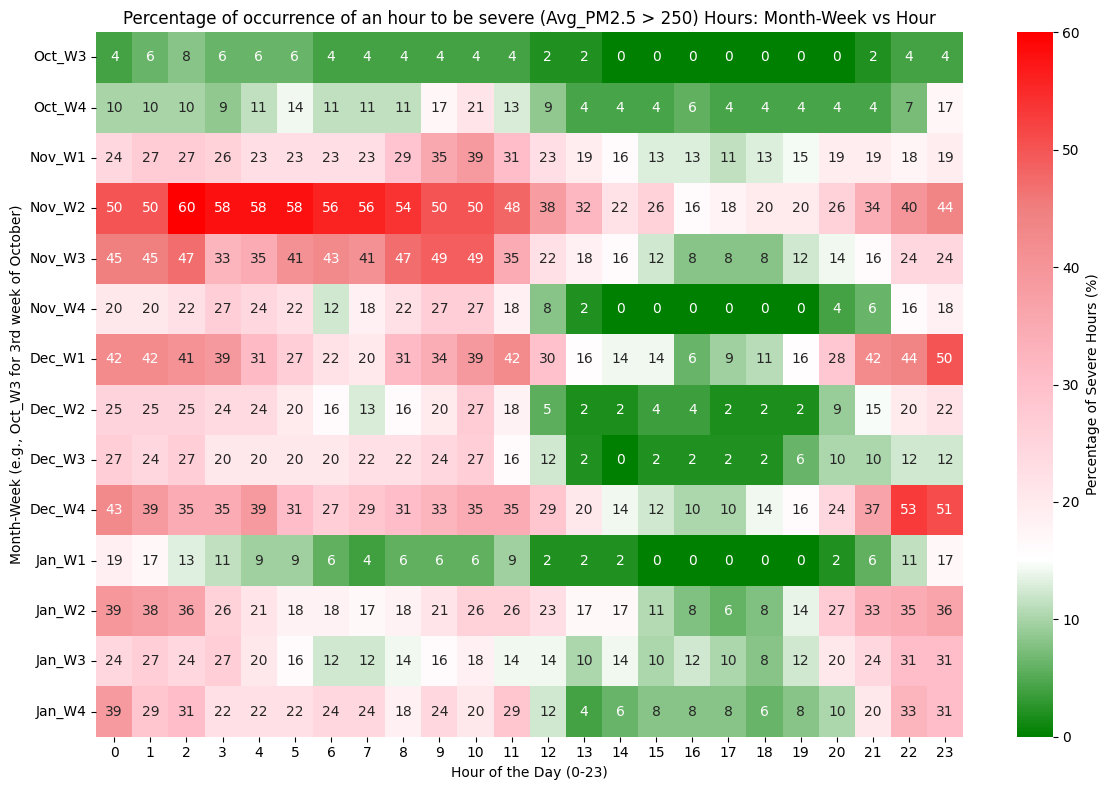 Percentage of occurrence of an hour to be severe (Avg_PM2.5 > 250) Hours: Month-Week vs Hour
Month-Week (e.g., Oct_W3 for 3rd week of October)
Oct_W3 4 6 8 6 6 6 4 4 4 4 4 4 2 2 0 0 0 0 0 0 0 2 4 4
Oct_W4 10 10 10 9 11 14 11 11 11 17 21 13 9 4 4 4 6 4 4 4 4 4 7 17
Nov_W1 24 27 27 26 23 23 23 23 29 35 39 31 23 19 16 13 13 11 13 15 19 19 18 19
Nov_W2 50 50 60 58 58 58 56 56 54 50 50 48 38 32 22 26 16 18 20 20 26 34 40 44
Nov_W3 45 45 47 33 35 41 43 41 47 49 49 35 22 18 16 12 8 8 8 12 14 16 24 24
Nov_W4 20 20 22 27 24 22 12 18 22 27 27 18 8 2 0 0 0 0 0 0 4 6 16 18
Dec_W1 42 42 41 39 31 27 22 20 31 34 39 42 30 16 14 14 6 9 11 16 28 42 44 50
Dec_W2 25 25 25 24 24 20 16 13 16 20 27 18 5 2 2 4 4 2 2 2 9 15 20 22
Dec_W3 27 24 27 20 20 20 20 22 22 24 27 16 12 2 0 2 2 2 2 6 10 10 12 12
Dec_W4 43 39 35 35 39 31 27 29 31 33 35 35 29 20 14 12 10 10 14 16 24 37 53 51
Jan_W1 19 17 13 11 9 9 6 4 6 6 6 9 2 2 2 0 0 0 0 0 2 6 11 17
Jan_W2 39 38 36 26 21 18 18 17 18 21 26 26 23 17 17 11 8 6 8 14 27 33 35 36
Jan_W3 24 27 24 27 20 16 12 12 14 16 18 14 14 10 14 10 12 10 8 12 20 24 31 31
Jan_W4 39 29 31 22 22 22 24 24 18 24 20 29 12 4 6 8 8 8 6 8 10 20 33 31
0 1 2 3 4 5 6 7 8 9 10 11 12 13 14 15 16 17 18 19 20 21 22 23
Hour of the Day (0-23)
60
50
40
30
20
10
0
Percentage of Severe Hours (%)